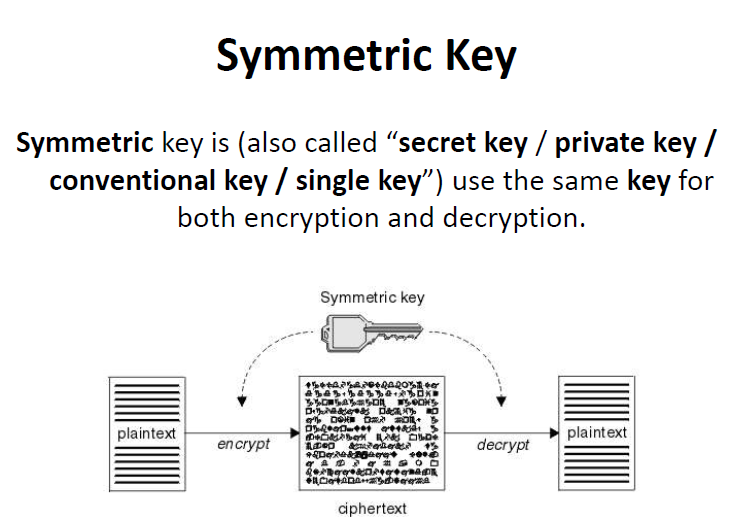 Symmetric Key
Symmetric key is (also called “secret key / private key /
conventional key / single key”) use the same key for
both encryption and decryption.
Symmetric key
plaintext
encrypt
decrypt
plaintext
ciphertext